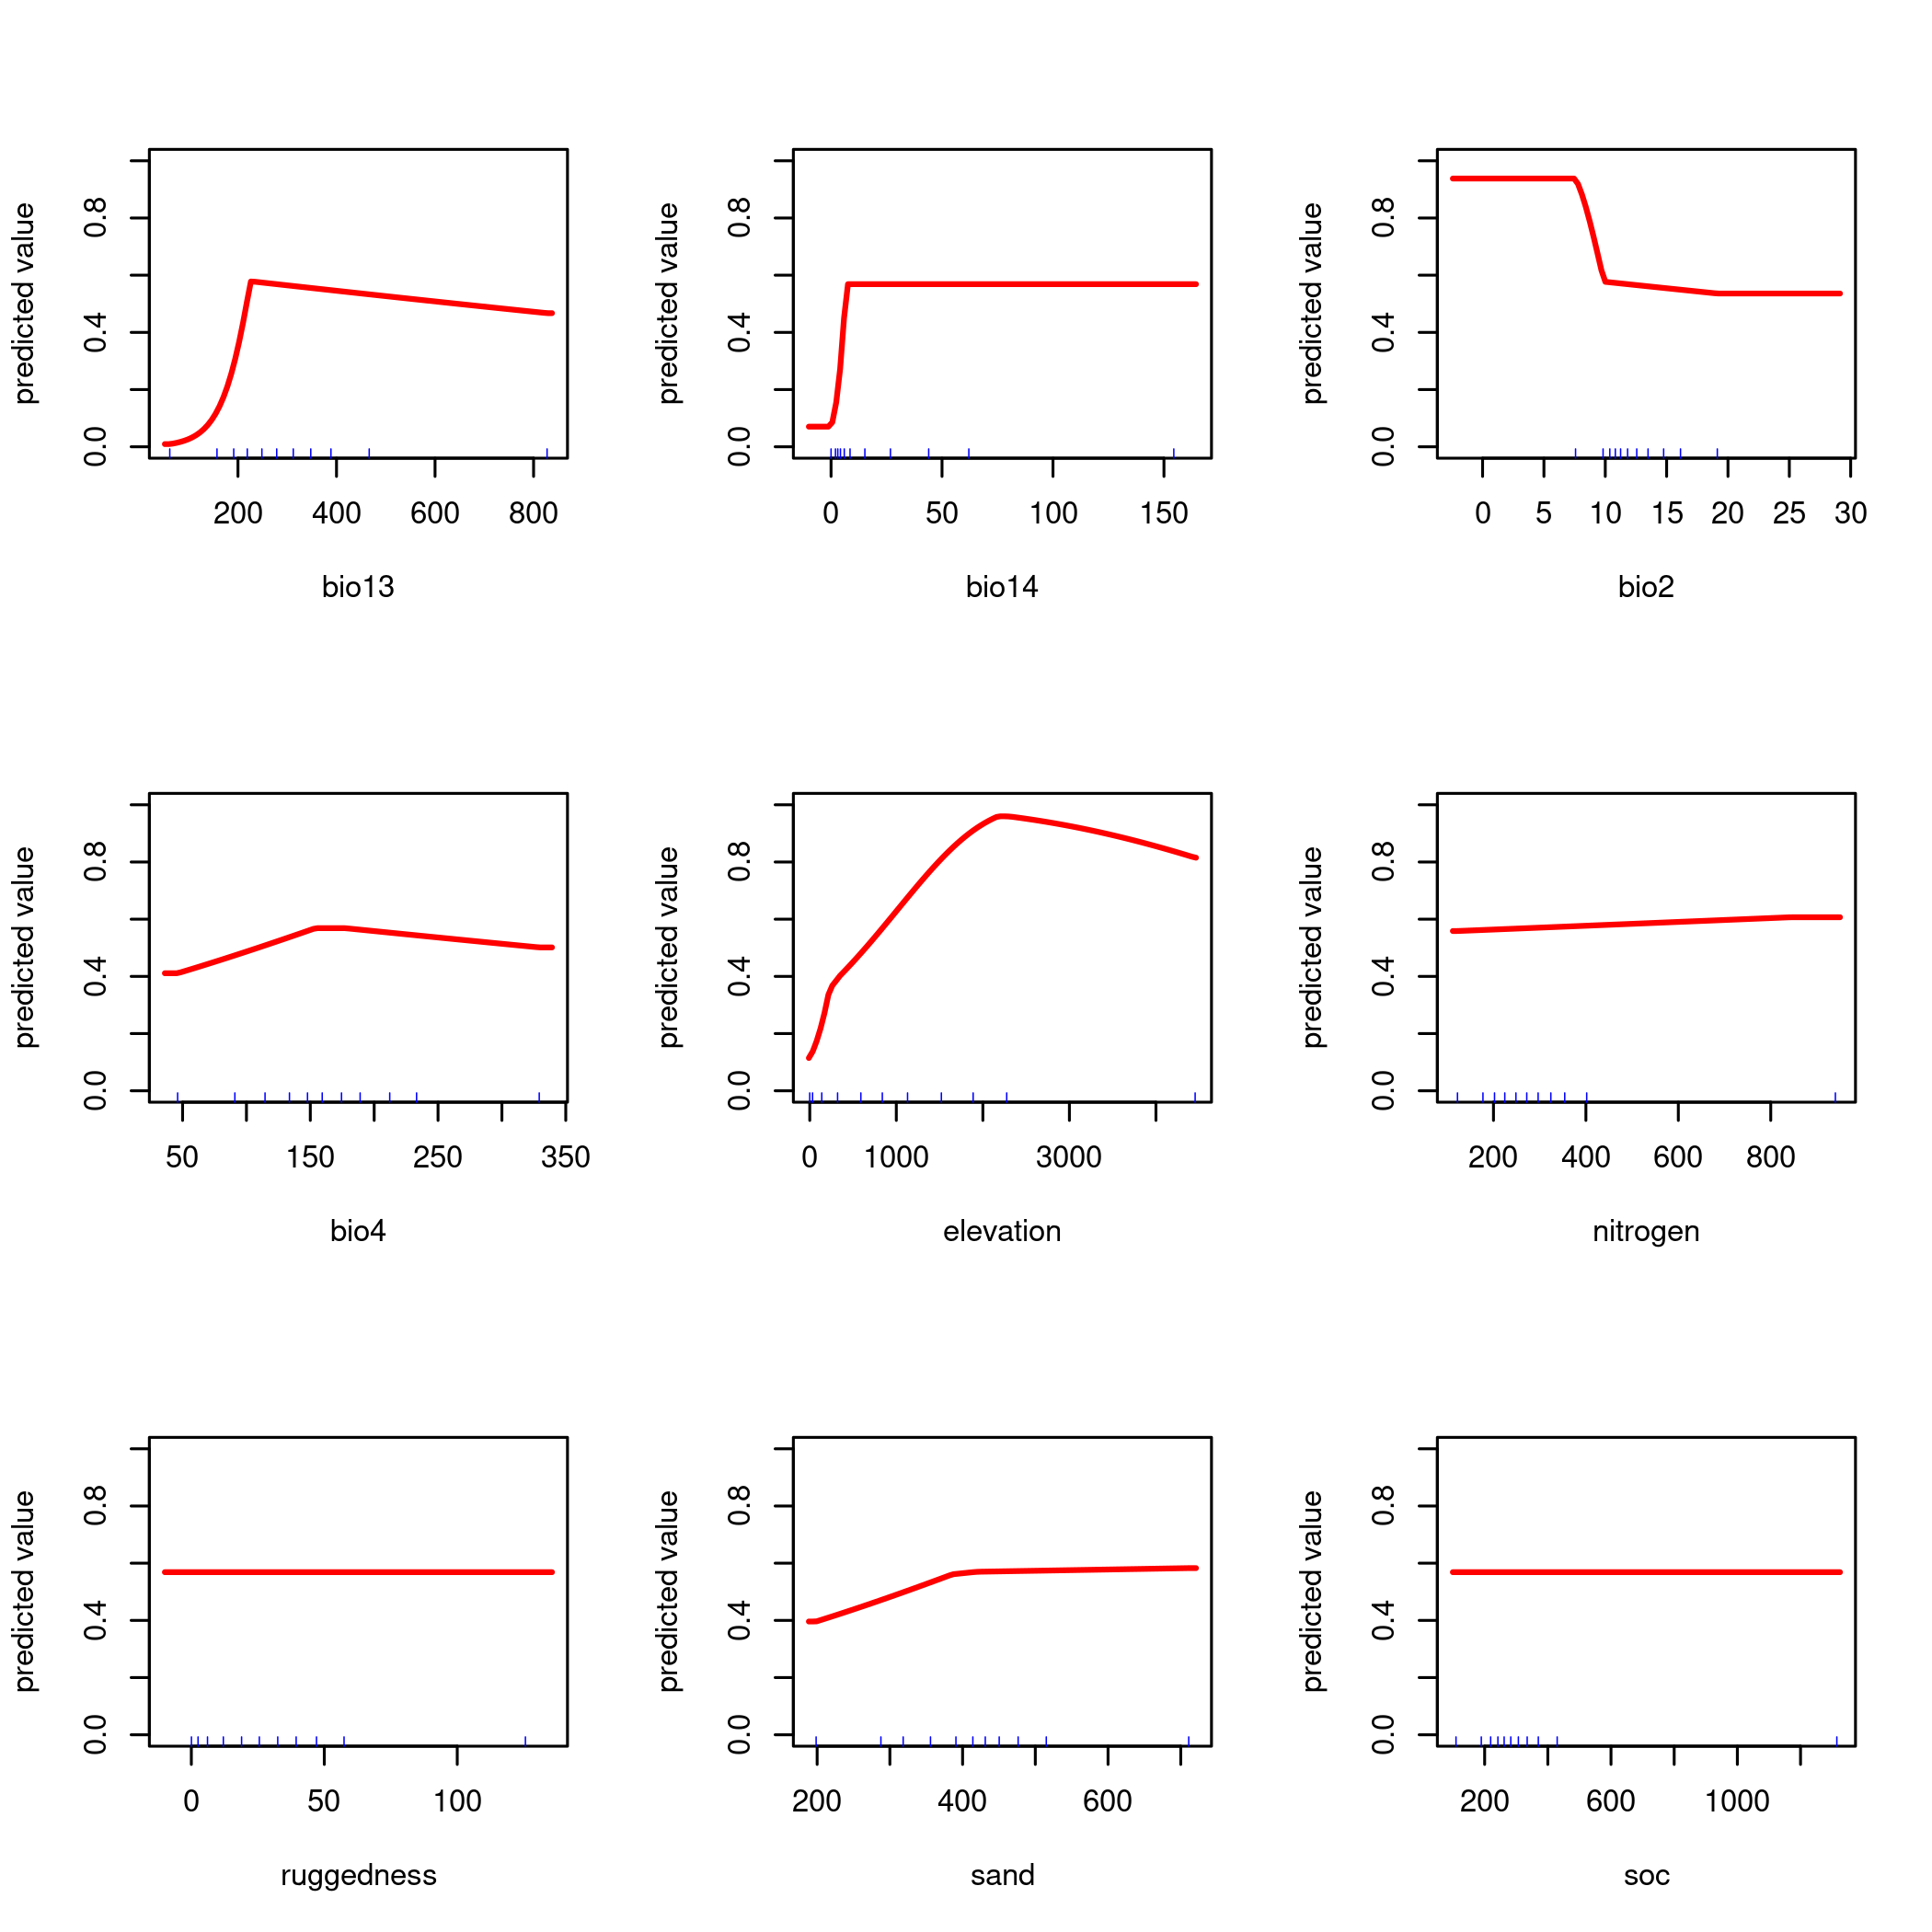 predicted value
0.0 0.4 0.8
200 400 600 800
bio13
predicted value
0.0 0.4 0.8
0 50 100 150
bio14
predicted value
0.0 0.4 0.8
0 5 10 15 20 25 30
bio2
predicted value
0.0 0.4 0.8
50 150 250 350
bio4
predicted value
0.0 0.4 0.8
0 1000 3000
elevation
predicted value
0.0 0.4 0.8
200 400 600 800
nitrogen
predicted value
0.0 0.4 0.8
0 50 100
ruggedness
predicted value
0.0 0.4 0.8
200 400 600
sand
predicted value
0.0 0.4 0.8
200 600 1000
soc